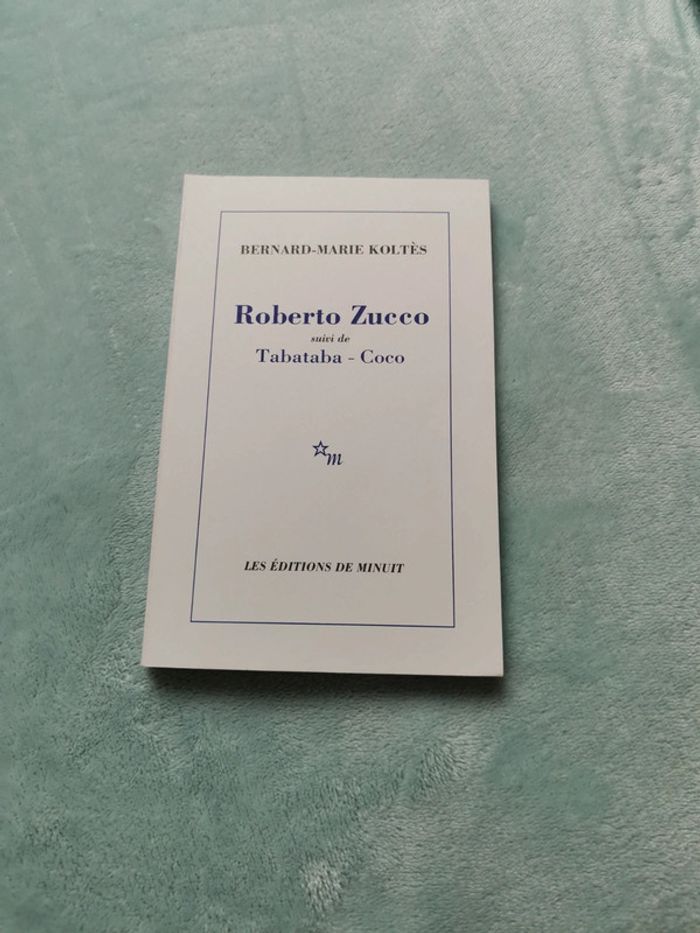 BERNARD-MARIE KOLTÈS
Roberto Zucco
suivi de
Tabataba - Coco
m
LES ÉDITIONS DE MINUIT